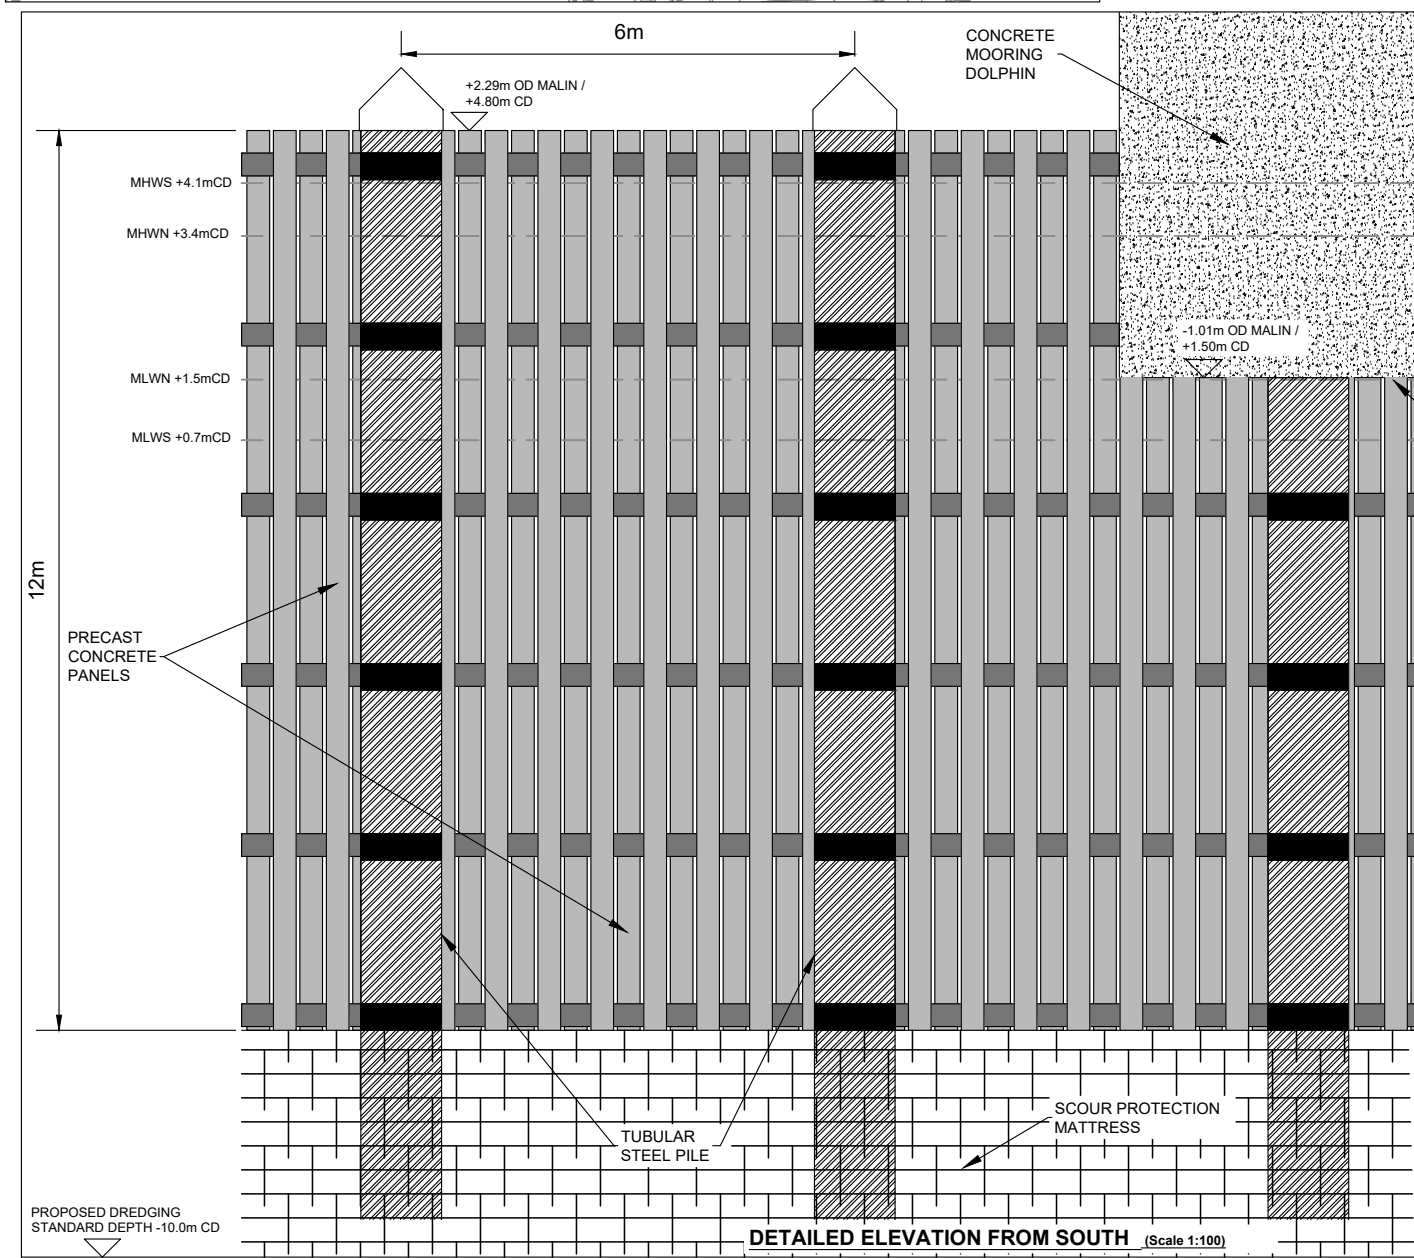 6m
CONCRETE
MOORING
DOLPHIN
+2.29m OD MALIN /
+4.80m CD
MHWS +4.1mCD
MHWN +3.4mCD
-1.01m OD MALIN /
+1.50m CD
MLWN +1.5mCD
MLWS +0.7mCD
12m
PRECAST
CONCRETE
PANELS
SCOUR PROTECTION
MATTRESS
TUBULAR
STEEL PILE
PROPOSED DREDGING
STANDARD DEPTH -10.0m CD
DETAILED ELEVATION FROM SOUTH (Scale 1:100)